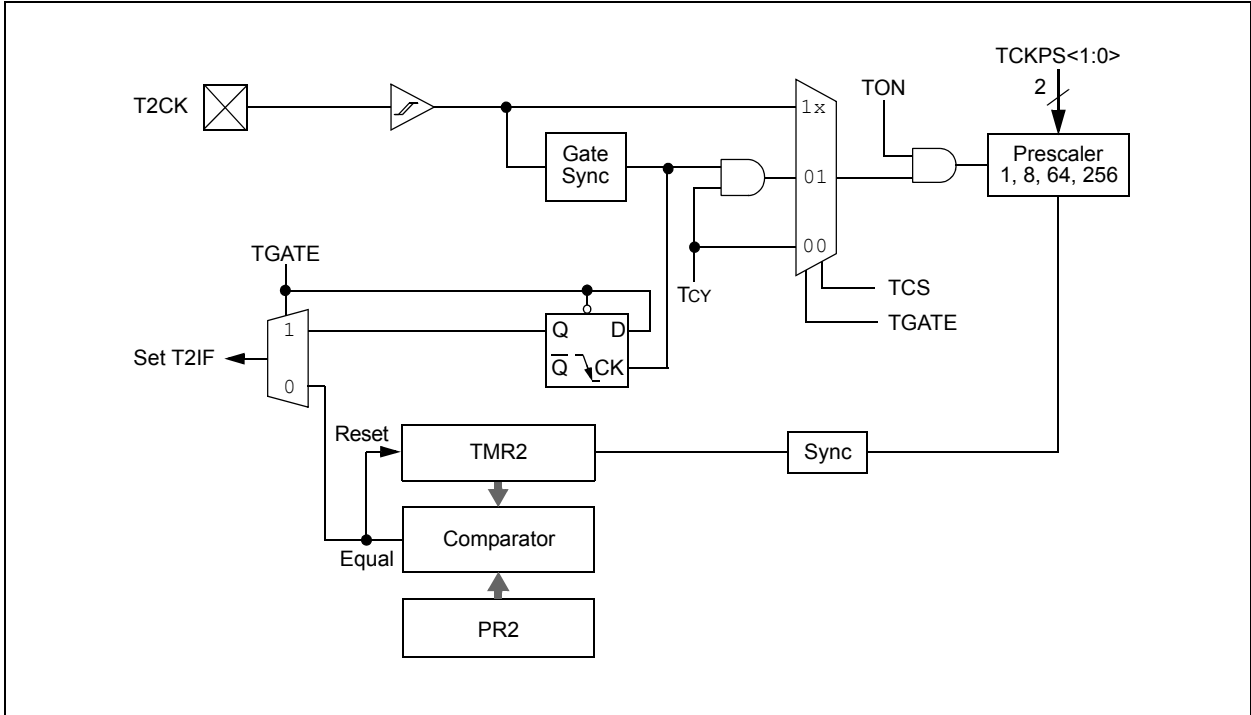 TCKPS<1:0>
2
T2CK
TON
1x
Gate
Sync
Prescaler
1, 8, 64, 256
01
00
TGATE
TCY
TCS
TGATE
1
Q
D
Set T2IF
Q̅
CK
0
Reset
TMR2
Sync
Comparator
Equal
PR2